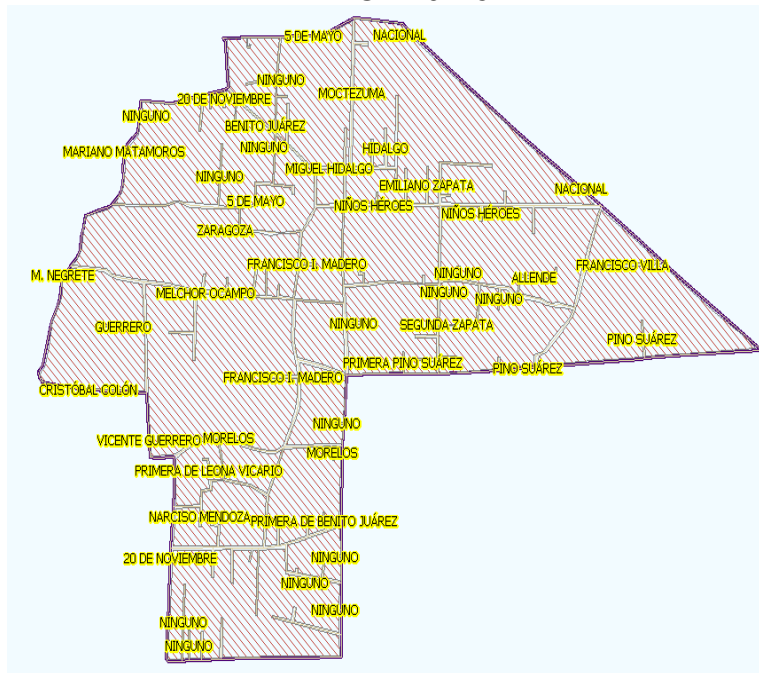 5 DE MAYO
NACIONAL
NINGUNO
MOCTEZUMA
20 DE NOVIEMBRE
NINGUNO
BENITO JUÁREZ
NINGUNO
HIDALGO
MARIANO MATAMOROS
MIGUEL HIDALGO
NINGUNO
EMILIANO ZAPATA
NACIONAL
5 DE MAYO
NIÑOS HÉROES
NIÑOS HÉROES
ZARAGOZA
FRANCISCO I. MADERO
FRANCISCO VILLA
M. NEGRETE
NINGUNO
ALLENDE
MELCHOR OCAMPO
NINGUNO
NINGUNO
GUERRERO
NINGUNO
SEGUNDA ZAPATA
PINO SUÁREZ
PRIMERA PINO SUÁREZ
PINO SUÁREZ
FRANCISCO I. MADERO
CRISTÓBAL COLÓN
NINGUNO
VICENTE GUERRERO
MORELOS
MORELOS
PRIMERA DE LEONA VICARIO
NARCISO MENDOZA
PRIMERA DE BENITO JUÁREZ
20 DE NOVIEMBRE
NINGUNO
NINGUNO
NINGUNO
NINGUNO
NINGUNO